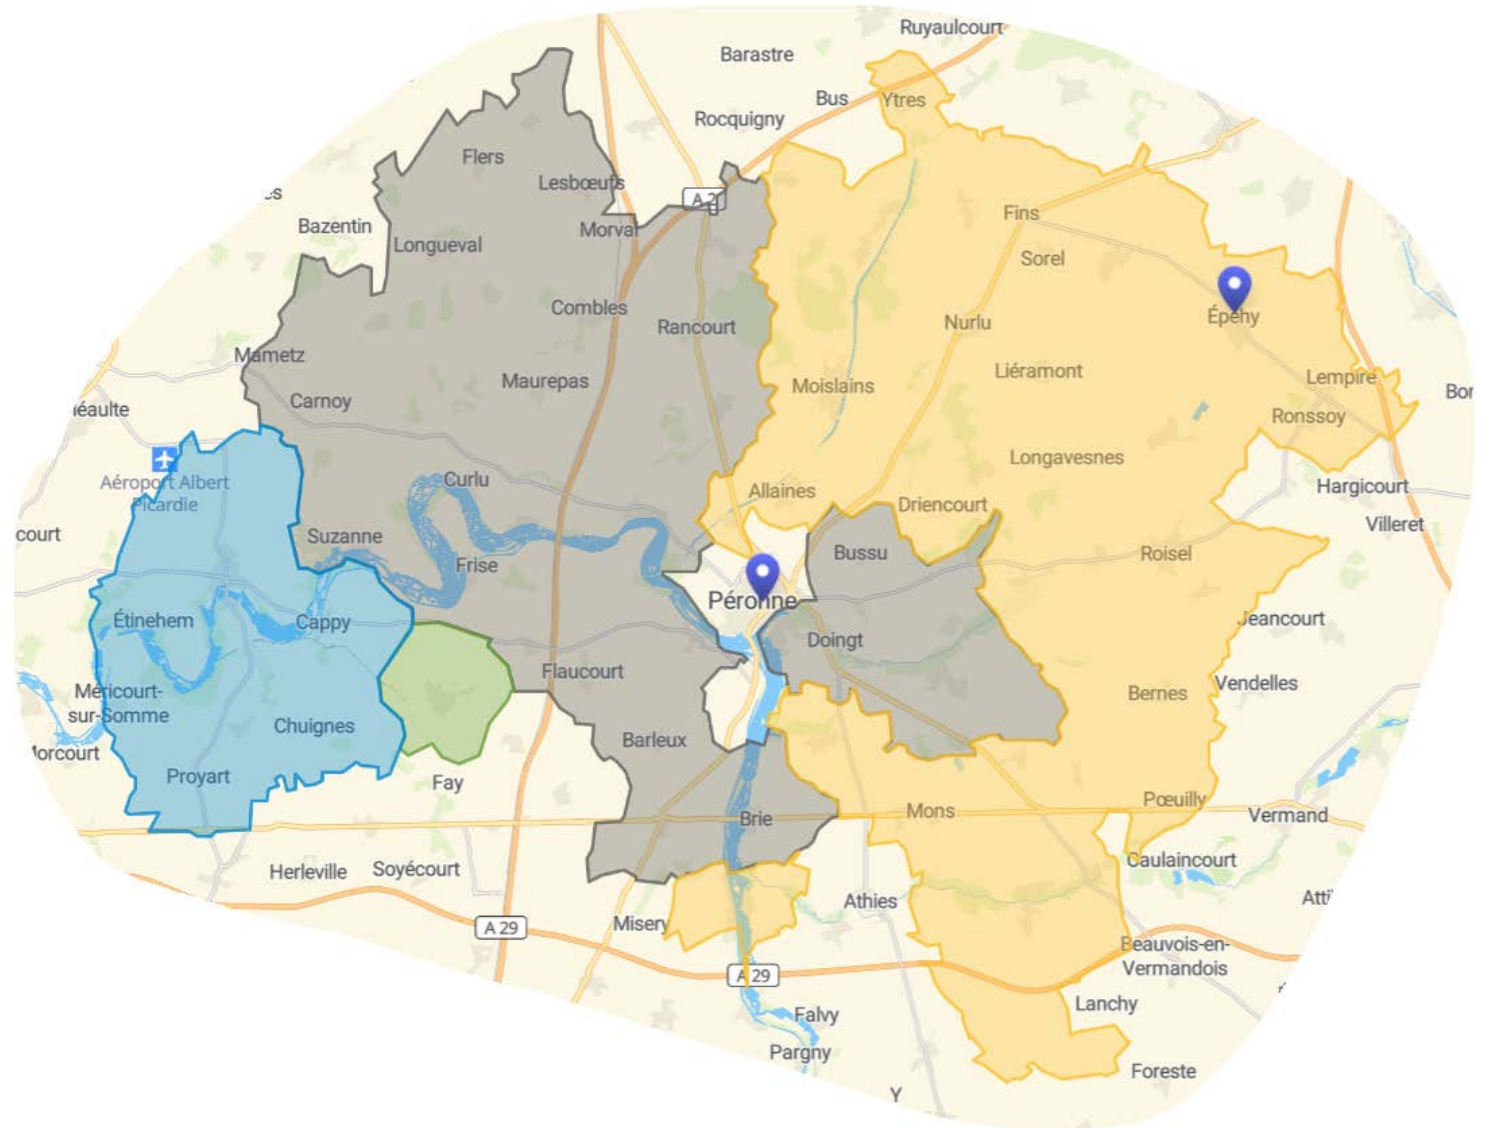 Ruyaulcourt
Barastre
Bus
Ytres
Rocquigny
Flers
Lesbœufs
A 2
Bazentin
Longueval
Morval
Fins
Sorel
Combles
Rancourt
Nurlu
Épehy
Mametz
Maurepas
Moislains
Liéramont
Lempire
Carnoy
Ronssoy
Aéroport Albert
Picardie
Curlu
Allaines
Longavesnes
Driencourt
Hargicourt
Villeret
court
Suzanne
Frise
Bussu
Roisel
Péronne
Étinehem
Cappy
Doingt
Jeancourt
Flaucourt
Méricourt-
sur-Somme
Chuignes
Bernes
Vendelles
Barleux
Proyart
Fay
Brie
Mons
Pœuilly
Vermand
Herleville
Soyécourt
Caulaincourt
Misery
Athies
A 29
Beauvois-en-
Vermandois
A 29
Lanchy
Falvy
Pargny
Foreste
Y